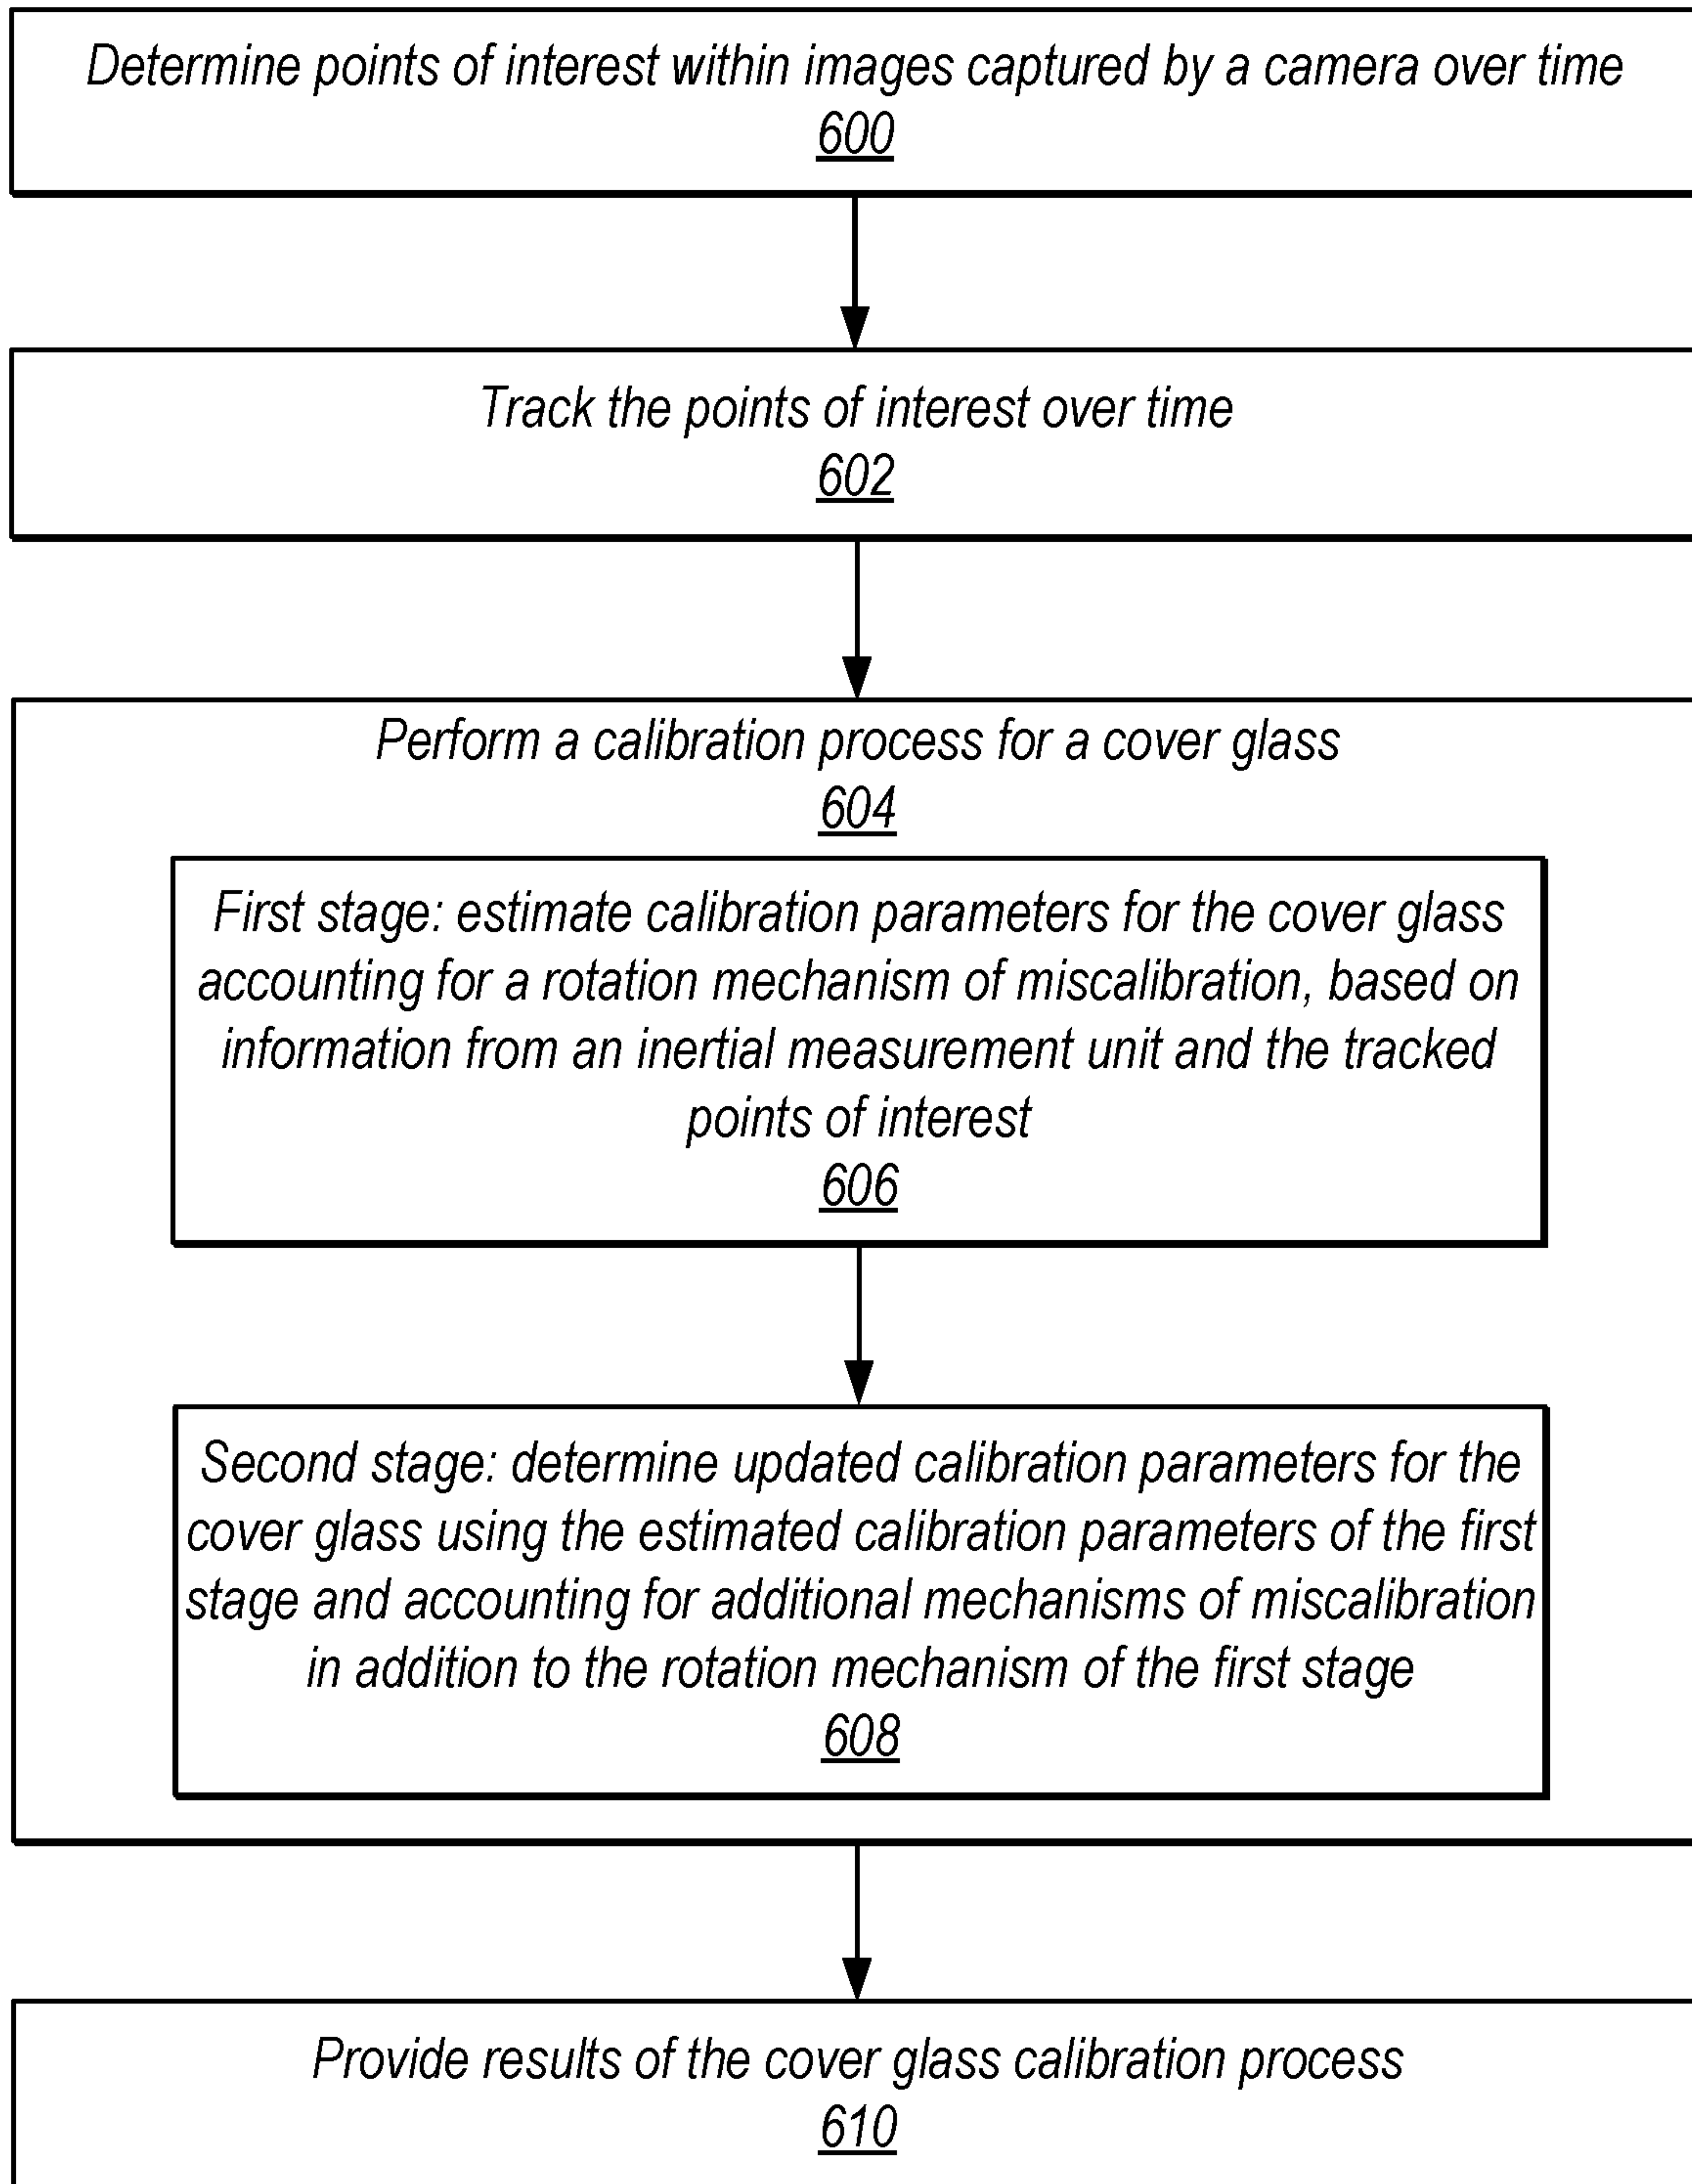 Determine points of interest within images captured by a camera over time
600
Track the points of interest over time
602
Perform a calibration process for a cover glass
604
First stage: estimate calibration parameters for the cover glass
accounting for a rotation mechanism of miscalibration, based on
information from an inertial measurement unit and the tracked
points of interest
606
Second stage: determine updated calibration parameters for the
cover glass using the estimated calibration parameters of the first
stage and accounting for additional mechanisms of miscalibration
in addition to the rotation mechanism of the first stage
608
Provide results of the cover glass calibration process
610